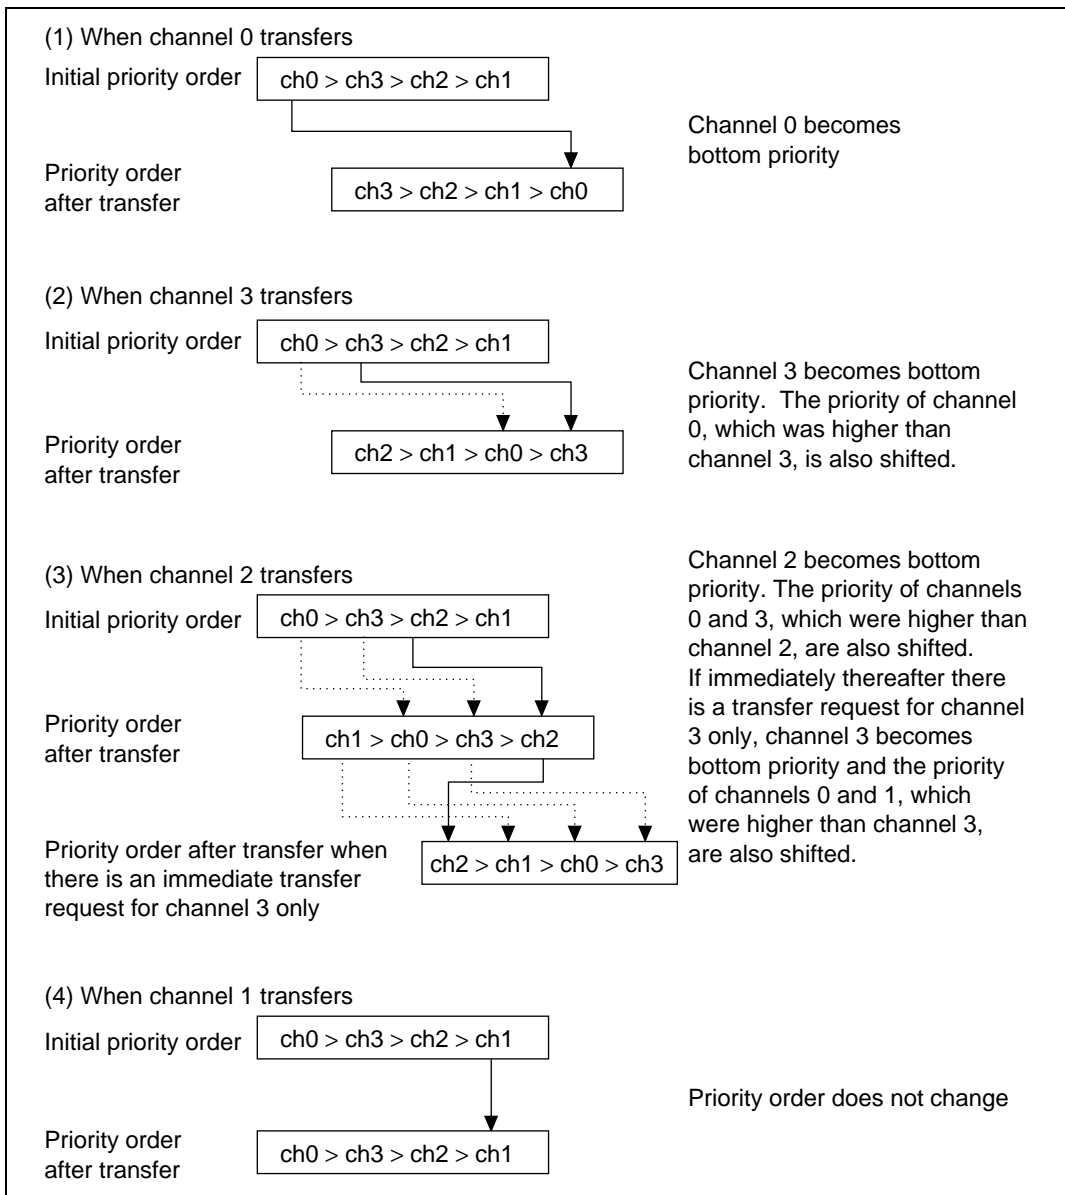 (1) When channel 0 transfers
Initial priority order
ch0 > ch3 > ch2 > ch1
Channel 0 becomes
bottom priority
Priority order
after transfer
ch3 > ch2 > ch1 > ch0
(2) When channel 3 transfers
Initial priority order
ch0 > ch3 > ch2 > ch1
Channel 3 becomes bottom
priority.  The priority of channel
0, which was higher than
channel 3, is also shifted.
Priority order
after transfer
ch2 > ch1 > ch0 > ch3
(3) When channel 2 transfers
Initial priority order
ch0 > ch3 > ch2 > ch1
Channel 2 becomes bottom
priority. The priority of channels
0 and 3, which were higher than
channel 2, are also shifted.
If immediately thereafter there
is a transfer request for channel
3 only, channel 3 becomes
bottom priority and the priority
of channels 0 and 1, which
were higher than channel 3,
are also shifted.
Priority order
after transfer
ch1 > ch0 > ch3 > ch2
Priority order after transfer when
there is an immediate transfer
request for channel 3 only
ch2 > ch1 > ch0 > ch3
(4) When channel 1 transfers
Initial priority order
ch0 > ch3 > ch2 > ch1
Priority order does not change
Priority order
after transfer
ch0 > ch3 > ch2 > ch1